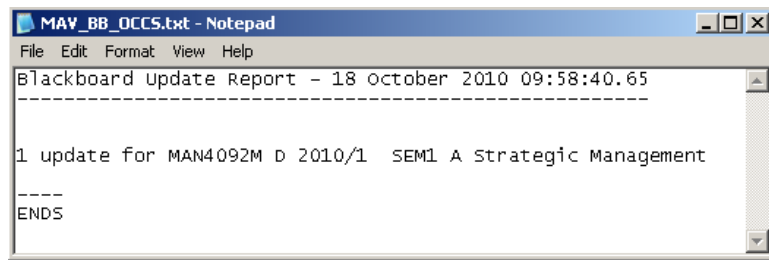 MAV_BB_OCCS.txt - Notepad
File Edit Format View Help
Blackboard Update Report - 18 October 2010 09:58:40.65
------------------------------------------------------
1 update for MAN4092M D 2010/1  SEM1 A Strategic Management
----
ENDS